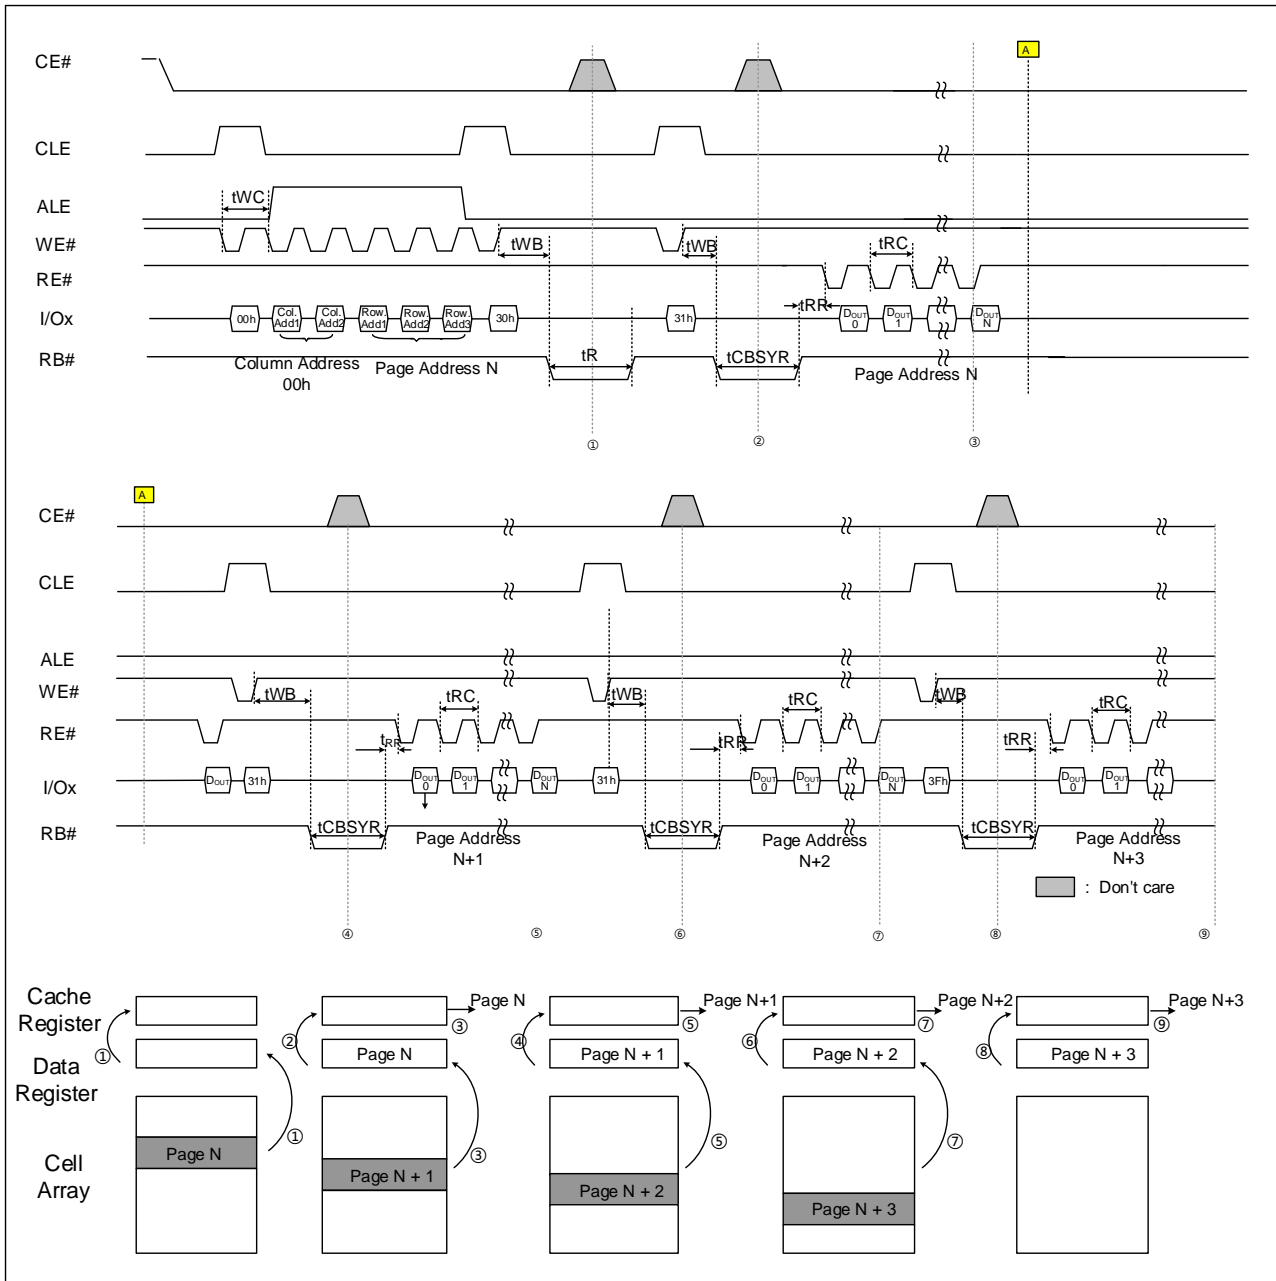 CE#
A
CLE
ALE
tWC
WE#
tWB
tWB
RE#
tRC
I/Ox
00h
Col. Add1
Col. Add2
Row. Add1
Row. Add2
Row. Add3
30h
31h
tRR
DOUT 0
DOUT 1
DOUT N
RB#
Column Address
00h
Page Address N
tR
tCBSYR
Page Address N
①
②
③
A
CE#
CLE
ALE
WE#
tWB
tRC
tWB
tRC
tWB
tRC
RE#
tRR
tRR
tRR
I/Ox
DOUT
31h
DOUT 0
DOUT 1
DOUT N
31h
DOUT 0
DOUT 1
DOUT N
3Fh
DOUT 0
DOUT 1
RB#
tCBSYR
Page Address
N+1
tCBSYR
Page Address
N+2
tCBSYR
Page Address
N+3
: Don't care
④
⑤
⑥
⑦
⑧
⑨
Cache
Register
Data
Register
Cell
Array
①
①
Page N
②
Page N
③
Page N
③
Page N + 1
④
Page N + 1
⑤
Page N+1
⑤
Page N + 2
⑥
Page N + 2
⑦
Page N+2
⑦
Page N + 3
⑧
Page N + 3
⑨
Page N+3